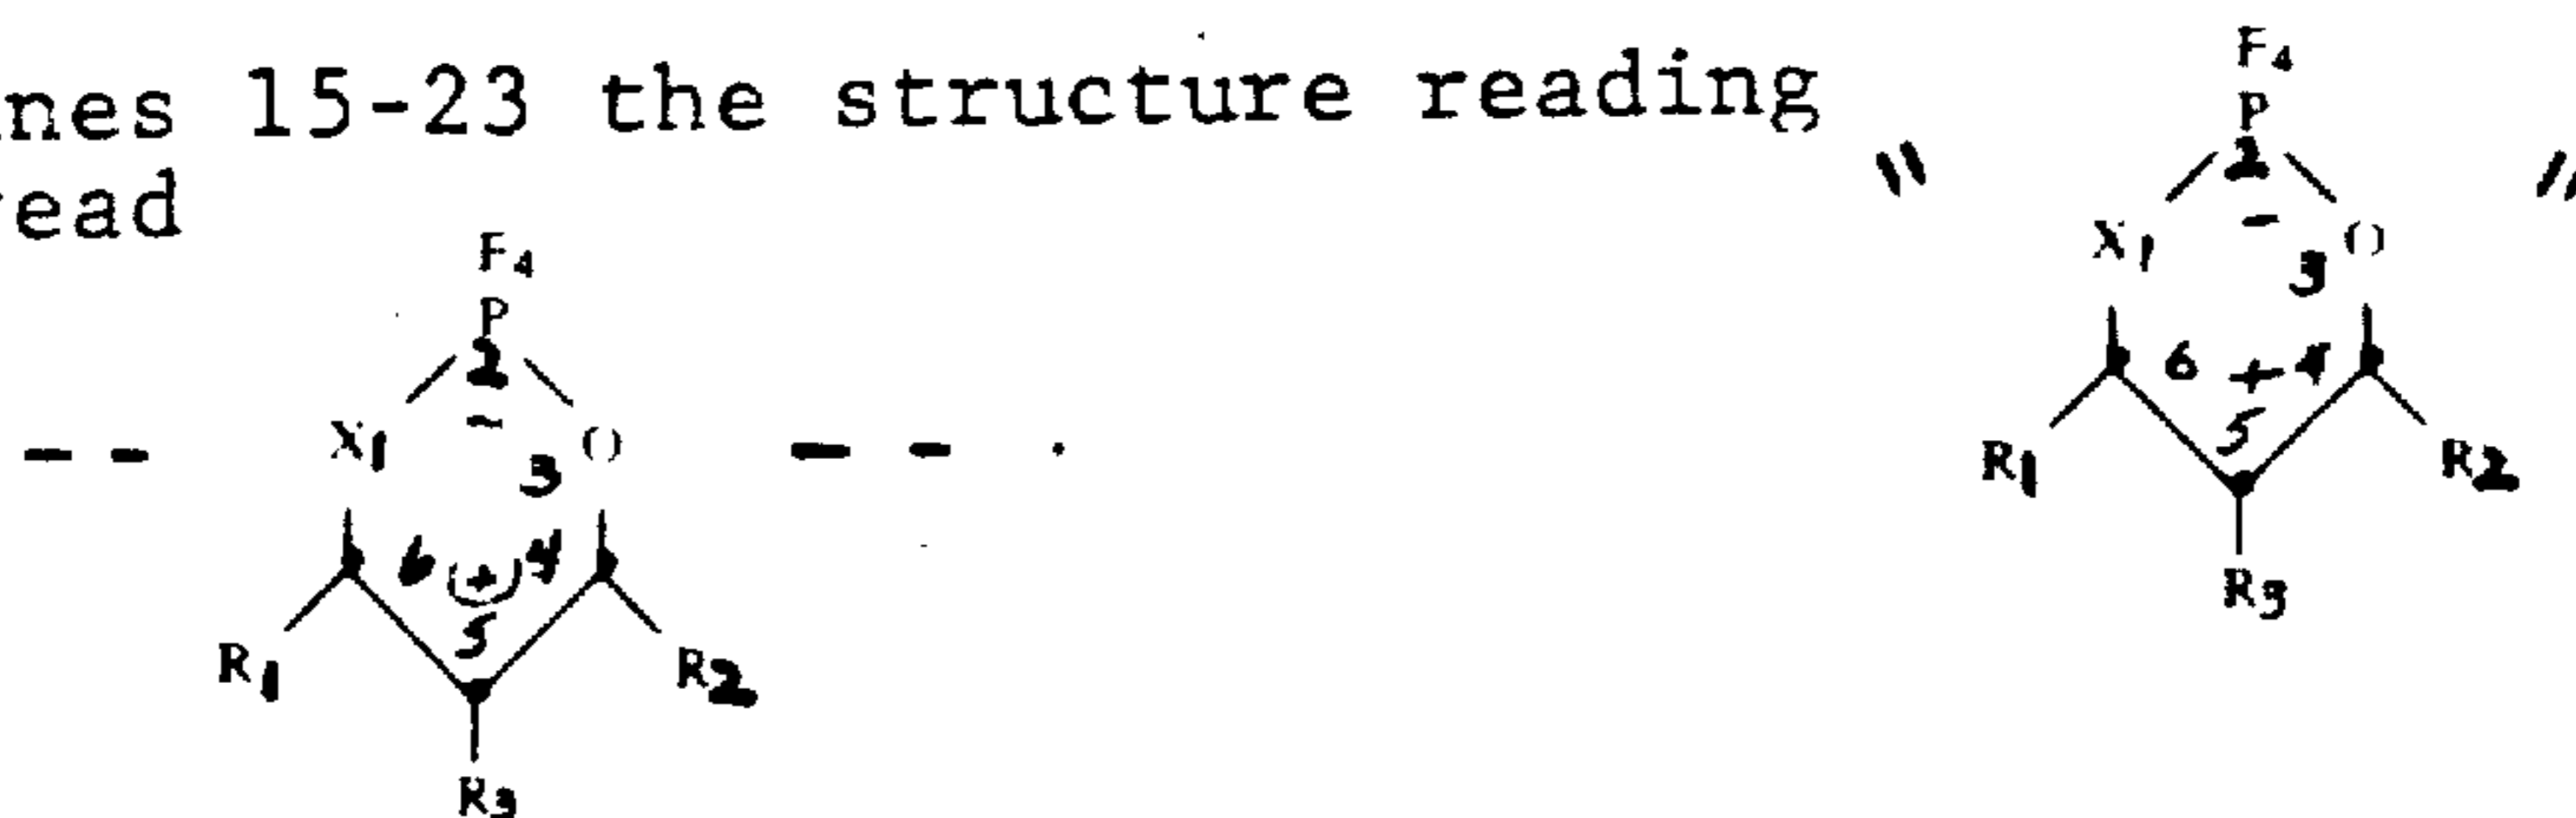 nes 15-23 the structure reading "
ead
F4
P
2
X1 - O
3
6 + 4
5
R1 R2
R3
"
--
F4
P
2
X1 - O
3
6 (+) 4
5
R1 R2
R3
-- .